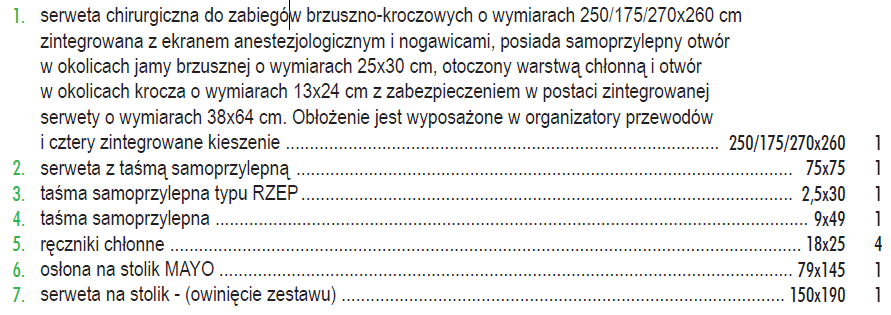 1. serweta chirurgiczna do zabiegów brzuszno-kroczowych o wymiarach 250/175/270x260 cm
zintegrowana z ekranem anestezjologicznym i nogawicami, posiada samoprzylepny otwór
w okolicach jamy brzusznej o wymiarach 25x30 cm, otoczony warstwą chłonną i otwór
w okolicach krocza o wymiarach 13x24 cm z zabezpieczeniem w postaci zintegrowanej
serwety o wymiarach 38x64 cm. Obłożenie jest wyposażone w organizatory przewodów
i cztery zintegrowane kieszenie ... 250/175/270x260 1
2. serweta z taśmą samoprzylepną ... 75x75 1
3. taśma samoprzylepna typu RZEP ... 2,5x30 1
4. taśma samoprzylepna ... 9x49 1
5. ręczniki chłonne ... 18x25 4
6. osłona na stolik MAYO ... 79x145 1
7. serweta na stolik - (owinięcie zestawu) ... 150x190 1